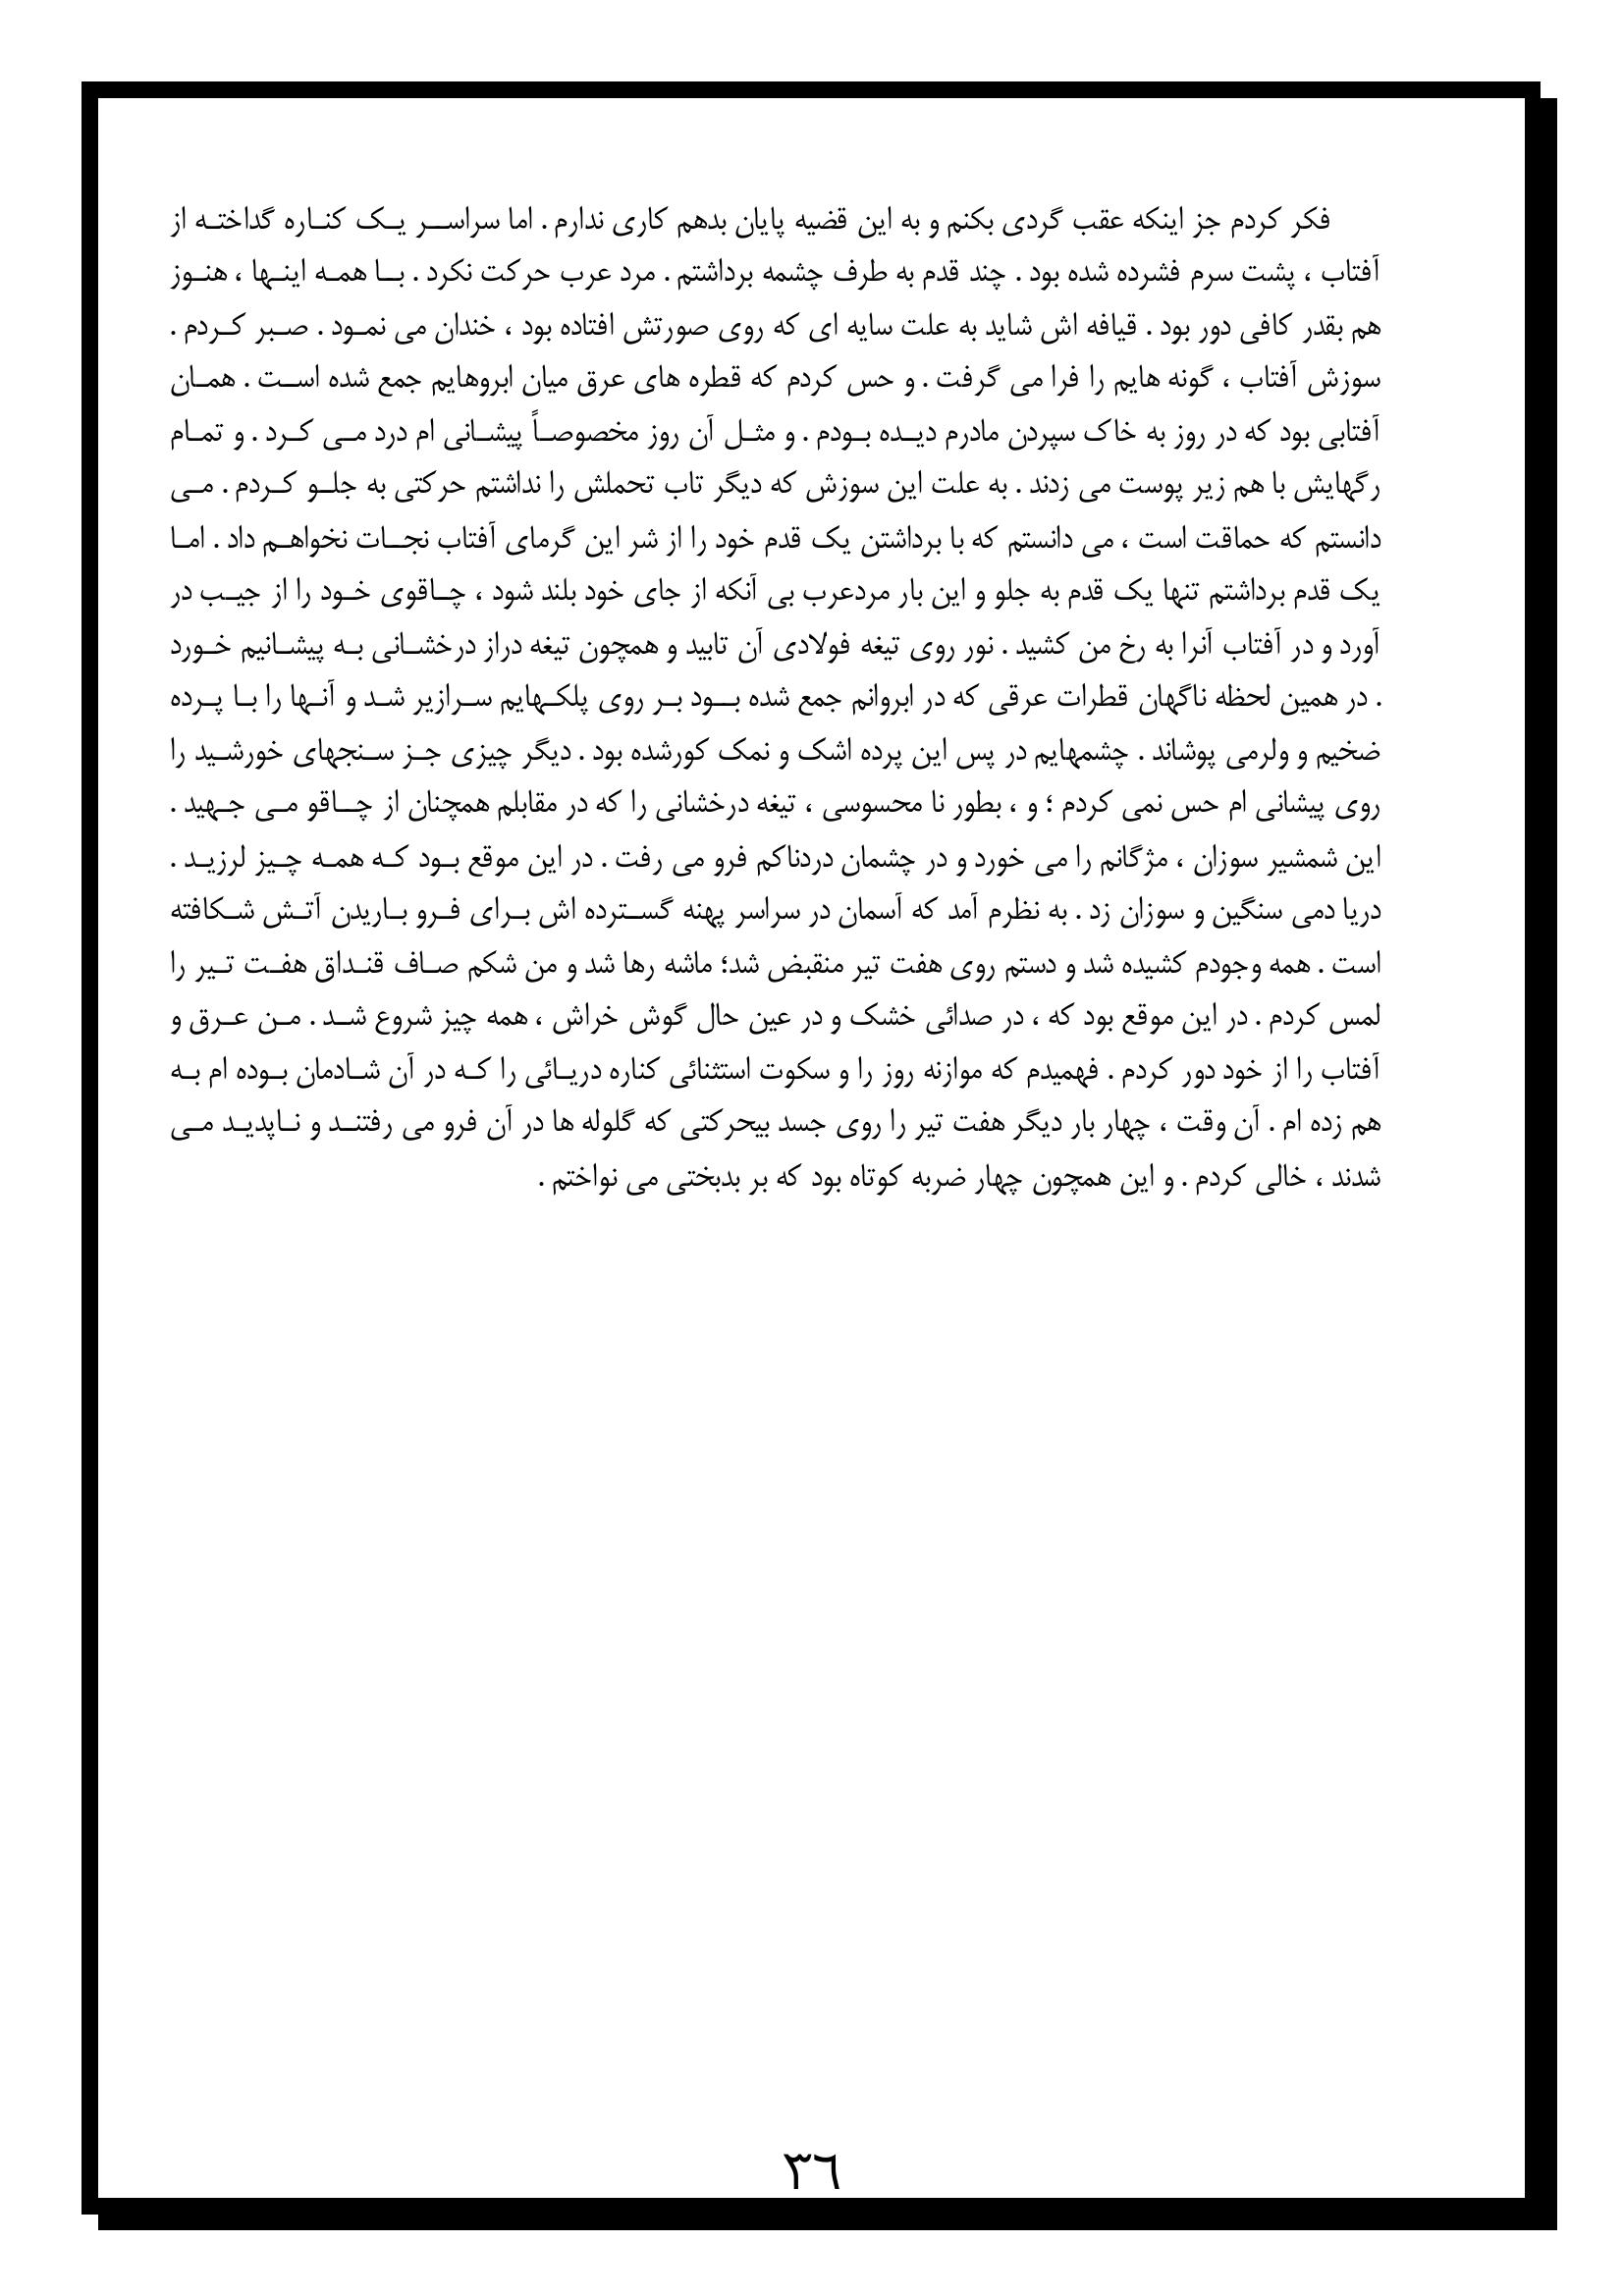 فکر کردم جز اینکه عقب گردی بکنم و به این قضیه پایان بدهم کاری ندارم . اما سراسر یک کناره گداخته از
آفتاب ، پشت سرم فشرده شده بود . چند قدم به طرف چشمه برداشتم . مرد عرب حرکت نکرد . با همه اینها ، هنوز
هم بقدر کافی دور بود . قیافه اش شاید به علت سایه ای که روی صورتش افتاده بود ، خندان می نمود . صبر کردم .
سوزش آفتاب ، گونه هایم را فرا می گرفت . و حس کردم که قطره های عرق میان ابروهایم جمع شده است . همان
آفتابی بود که در روز به خاک سپردن مادرم دیده بودم . و مثل آن روز مخصوصاً پیشانی ام درد می کرد . و تمام
رگهایش با هم زیر پوست می زدند . به علت این سوزش که دیگر تاب تحملش را نداشتم حرکتی به جلو کردم . می
دانستم که حماقت است ، می دانستم که با برداشتن یک قدم خود را از شر این گرمای آفتاب نجات نخواهم داد . اما
یک قدم برداشتم تنها یک قدم به جلو و این بار مردعرب بی آنکه از جای خود بلند شود ، چاقوی خود را از جیب در
آورد و در آفتاب آنرا به رخ من کشید . نور روی تیغه فولادی آن تابید و همچون تیغه دراز درخشانی به پیشانیم خورد
. در همین لحظه ناگهان قطرات عرقی که در ابروانم جمع شده بود بر روی پلکهایم سرازیر شد و آنها را با پرده
ضخیم و ولرمی پوشاند . چشمهایم در پس این پرده اشک و نمک کورشده بود . دیگر چیزی جز سنجهای خورشید را
روی پیشانی ام حس نمی کردم ؛ و ، بطور نا محسوسی ، تیغه درخشانی را که در مقابلم همچنان از چاقو می جهید .
این شمشیر سوزان ، مژگانم را می خورد و در چشمان دردناکم فرو می رفت . در این موقع بود که همه چیز لرزید .
دریا دمی سنگین و سوزان زد . به نظرم آمد که آسمان در سراسر پهنه گسترده اش برای فرو باریدن آتش شکافته
است . همه وجودم کشیده شد و دستم روی هفت تیر منقبض شد؛ ماشه رها شد و من شکم صاف قنداق هفت تیر را
لمس کردم . در این موقع بود که ، در صدائی خشک و در عین حال گوش خراش ، همه چیز شروع شد . من عرق و
آفتاب را از خود دور کردم . فهمیدم که موازنه روز را و سکوت استثنائی کناره دریائی را که در آن شادمان بوده ام به
هم زده ام . آن وقت ، چهار بار دیگر هفت تیر را روی جسد بیحرکتی که گلوله ها در آن فرو می رفتند و ناپدید می
شدند ، خالی کردم . و این همچون چهار ضربه کوتاه بود که بر بدبختی می نواختم .
٣٦